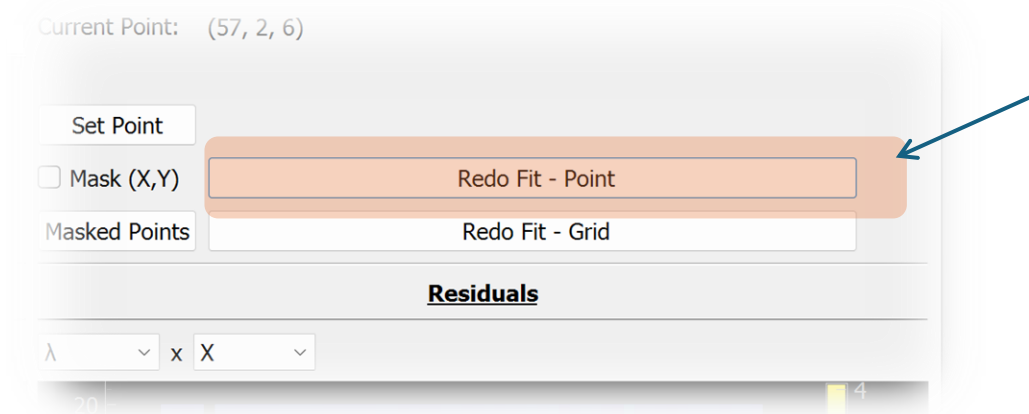 Current Point: (57, 2, 6)
Set Point
Mask (X,Y) Redo Fit - Point
Masked Points Redo Fit - Grid
Residuals
λ x X
20 4